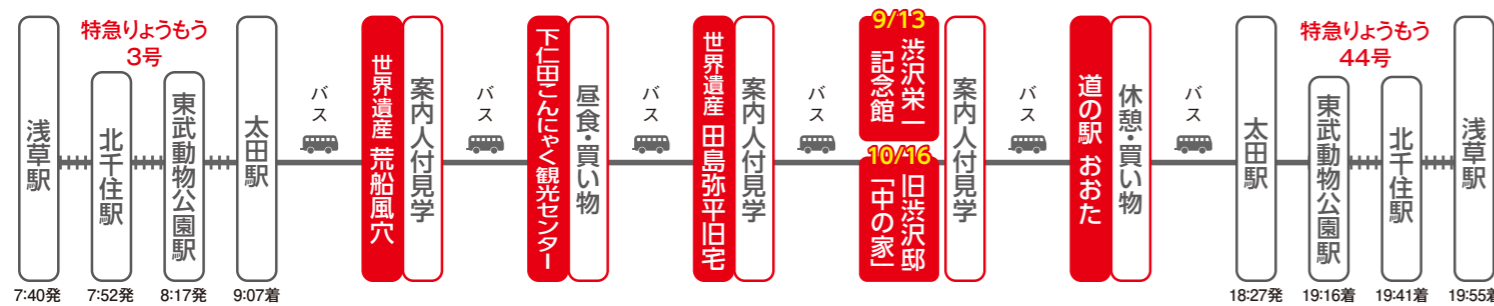 特急りょうもう
3号
浅草駅
7:40発
北千住駅
7:52発
東武動物公園駅
8:17発
太田駅
9:07着
バス
世界遺産 荒船風穴
案内人付見学
バス
下仁田こんにゃく観光センター
昼食・買い物
バス
世界遺産 田島弥平旧宅
案内人付見学
バス
9/13
渋沢栄一
記念館
10/16
旧渋沢邸
「中の家」
案内人付見学
バス
道の駅 おおた
休憩・買い物
バス
特急りょうもう
44号
太田駅
18:27発
東武動物公園駅
19:16着
北千住駅
19:41着
浅草駅
19:55着